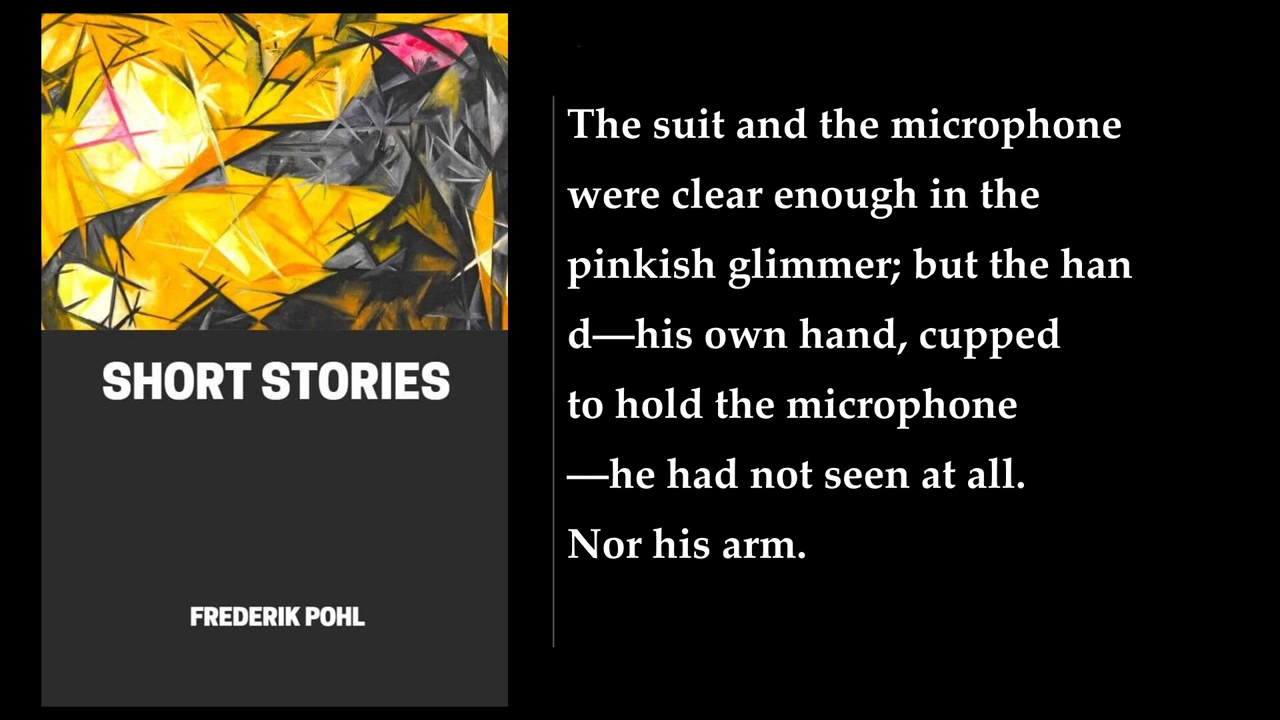 SHORT STORIES
FREDERIK POHL
The suit and the microphone
were clear enough in the
pinkish glimmer; but the han
d—his own hand, cupped
to hold the microphone
—he had not seen at all.
Nor his arm.